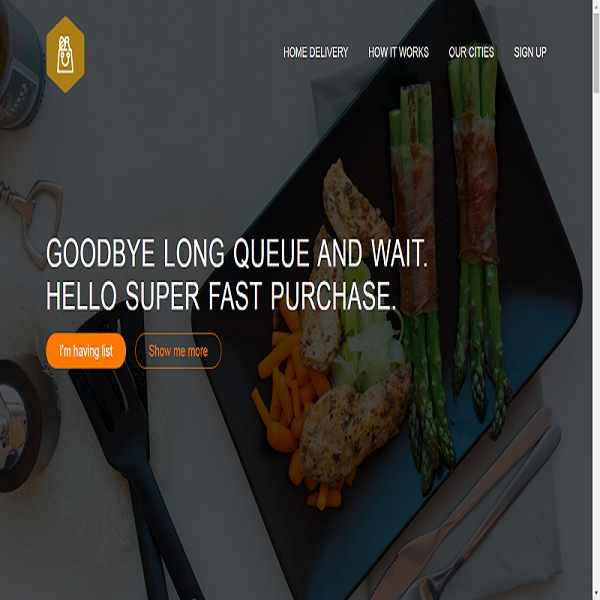 HOME DELIVERY HOW IT WORKS OUR CITIES SIGN UP
GOODBYE LONG QUEUE AND WAIT.
HELLO SUPER FAST PURCHASE.
I'm having list Show me more